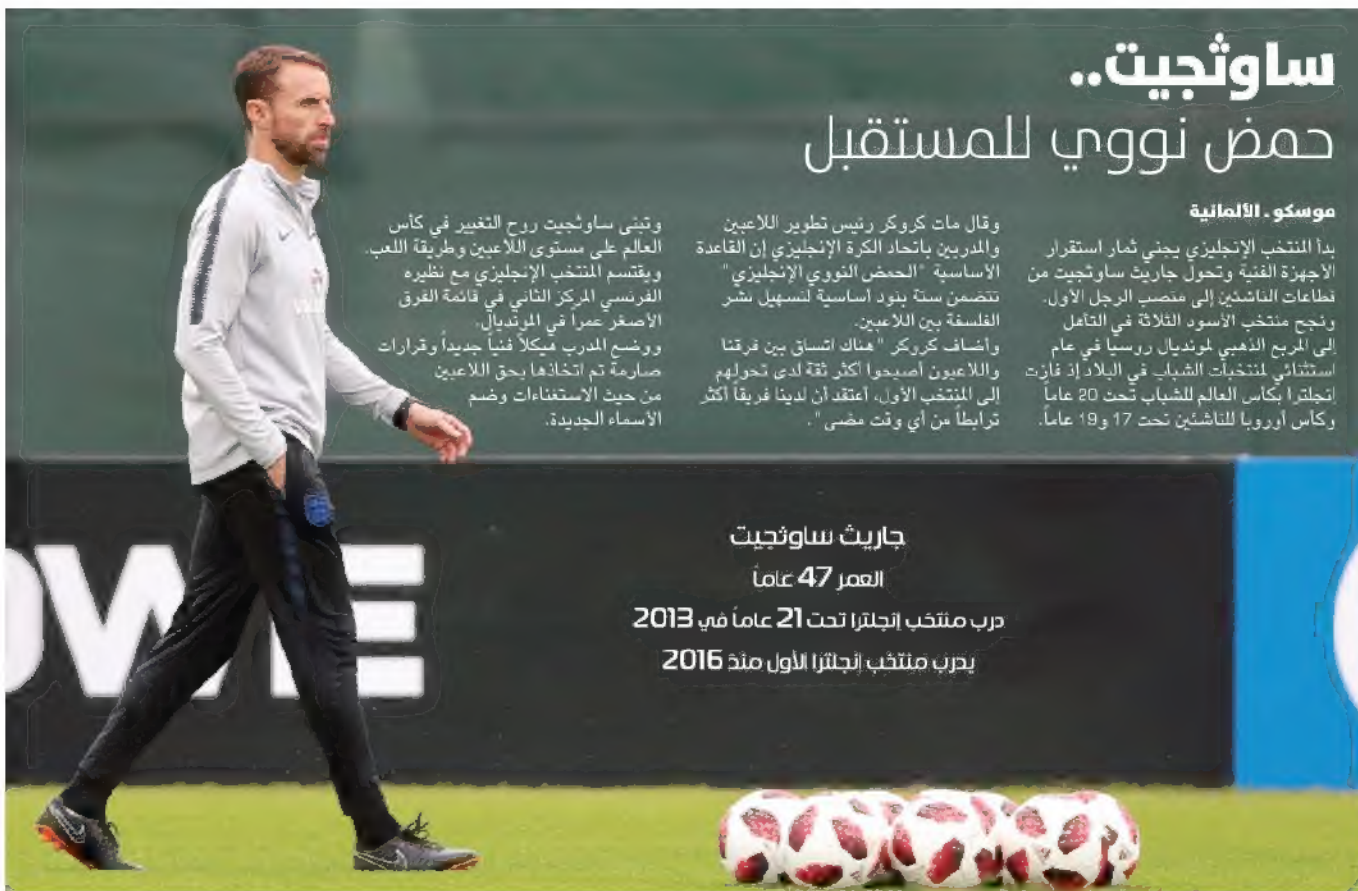 ساوثجيت..
حمض نووي للمستقبل
موسكو ـ الألمانية
بدأ المنتخب الإنجليزي يجني ثمار استقرار
الاجهزة الفنية وتحول جاريث ساوثجيت من
قطاعات الناشئين إلى منصب الرجل الأول.
ونجح منتخب الأسود الثلاثة في التأهل
إلى المربع الذهبي لمونديال روسيا في عام
استثنائي لمنتخبات الشباب في البلاد إذ فازت
إنجلترا بكأس العالم للشباب تحت 20 عاماً
وكأس أوروبا للناشئين تحت 17 و19 عاماً.
وقال مات كروكر رئيس تطوير اللاعبين
والمدربين باتحاد الكرة الإنجليزي إن القاعدة
الأساسية "الحمض النووي الإنجليزي"
تتضمن ستة بنود أساسية لتسهيل نشر
الفلسفة بين اللاعبين.
وأضاف كروكر "هناك اتساق بين فرقنا
واللاعبون أصبحوا أكثر ثقة لدى تحولهم
إلى المنتخب الأول، أعتقد أن لدينا فريقاً أكثر
ترابطاً من أي وقت مضى".
وتبنى ساوثجيت روح التغيير في كأس
العالم على مستوى اللاعبين وطريقة اللعب.
ويقتسم المنتخب الإنجليزي مع نظيره
الفرنسي المركز الثاني في قائمة الفرق
الأصغر عمراً في المونديال.
ووضع المدرب هيكلاً فنياً جديداً وقرارات
صارمة تم اتخاذها بحق اللاعبين
من حيث الاستغناءات وضم
الأسماء الجديدة.
جاريث ساوثجيت
العمر 47 عاماً
درب منتخب إنجلترا تحت 21 عاماً في 2013
يدرب منتخب إنجلترا الأول منذ 2016
OWE